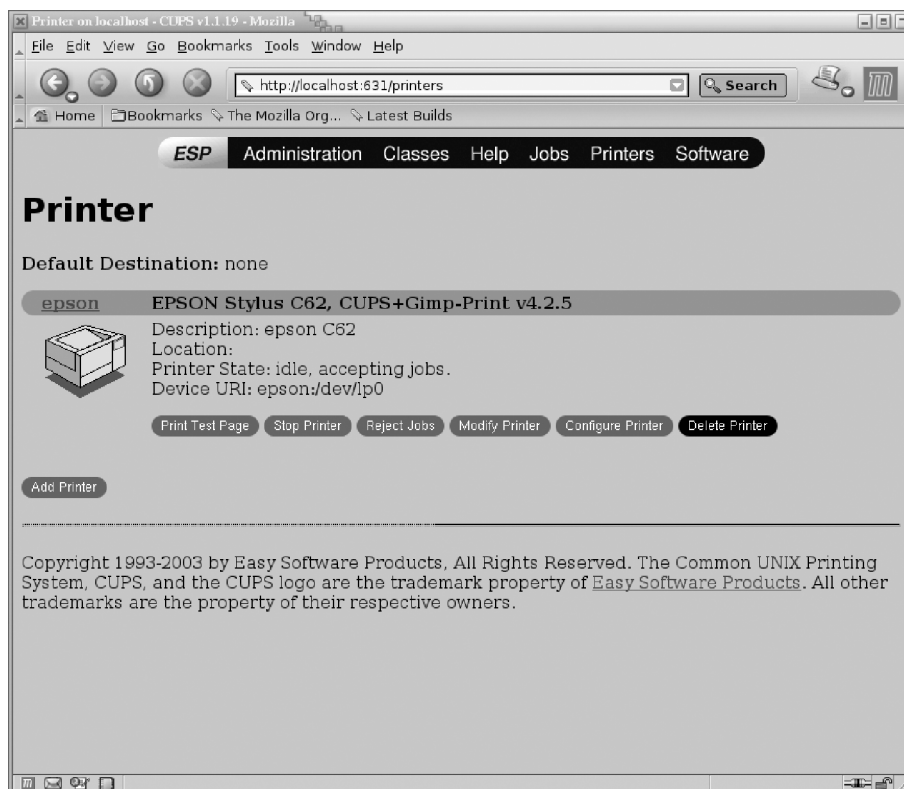 Printer on localhost - CUPS v1.1.19 - Mozilla
File Edit View Go Bookmarks Tools Window Help
http://localhost:631/printers Search
Home Bookmarks The Mozilla Org... Latest Builds
ESP Administration Classes Help Jobs Printers Software
Printer
Default Destination: none
epson EPSON Stylus C62, CUPS+Gimp-Print v4.2.5
Description: epson C62
Location:
Printer State: idle, accepting jobs.
Device URI: epson:/dev/lp0
Print Test Page Stop Printer Reject Jobs Modify Printer Configure Printer Delete Printer
Add Printer
Copyright 1993-2003 by Easy Software Products, All Rights Reserved. The Common UNIX Printing
System, CUPS, and the CUPS logo are the trademark property of Easy Software Products. All other
trademarks are the property of their respective owners.